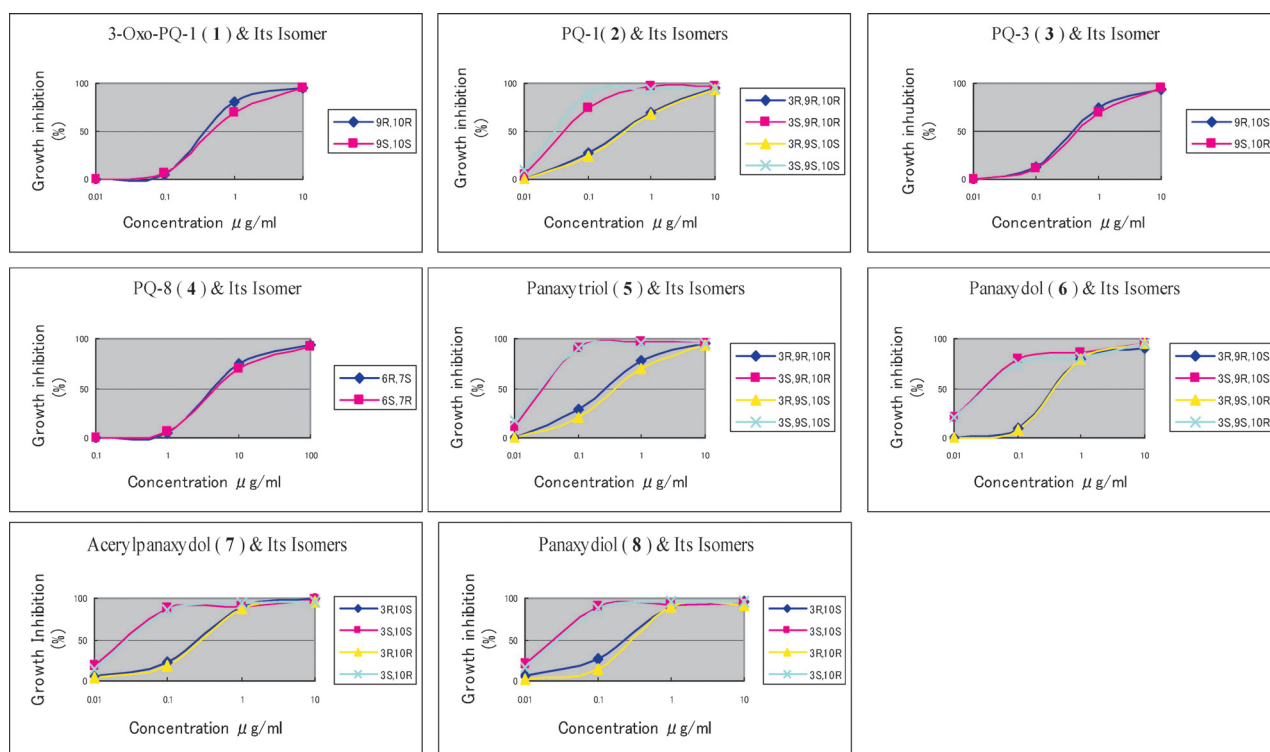 3-Oxo-PQ-1 ( 1 ) & Its Isomer
Growth inhibition
(%)
100
50
0
0.01
0.1
1
10
Concentration μ g/ml
9R,10R
9S,10S
PQ-1( 2 ) & Its Isomers
Growth inhibition
(%)
100
50
0
0.01
0.1
1
10
Concentration μ g/ml
3R,9R,10R
3S,9R,10R
3R,9S,10S
3S,9S,10S
PQ-3 ( 3 ) & Its Isomer
Growth inhubition
(%)
100
50
0
0.01
0.1
1
10
Concentration μ g/ml
9R,10S
9S,10R
PQ-8 ( 4 ) & Its Isomer
Growth inhibition
(%)
100
50
0
0.1
1
10
100
Concentration μ g/ml
6R,7S
6S,7R
Panaxytriol ( 5 ) & Its Isomers
Growth inhibition
(%)
100
50
0
0.01
0.1
1
10
Concentration μ g/ml
3R,9R,10R
3S,9R,10R
3R,9S,10S
3S,9S,10S
Panaxydol ( 6 ) & Its Isomers
Growth inhibition
(%)
100
50
0
0.01
0.1
1
10
Concentration μ g/ml
3R,9R,10S
3S,9R,10S
3R,9S,10R
3S,9S,10R
Acerylpanaxydol ( 7 ) & Its Isomers
Growth Inhibition
(%)
100
50
0
0.01
0.1
1
10
Concentration μ g/ml
3R,10S
3S,10S
3R,10R
3S,10R
Panaxydiol ( 8 ) & Its Isomers
Growth inhibition
(%)
100
50
0
0.01
0.1
1
10
Concentration μ g/ml
3R,10S
3S,10S
3R,10R
3S,10R